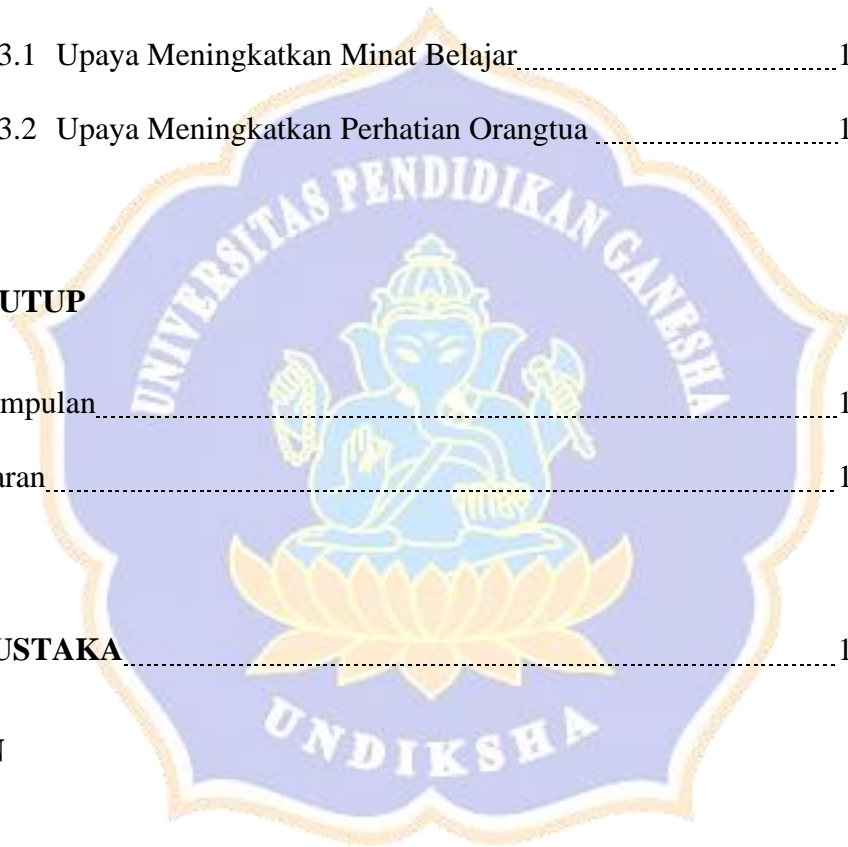 3.1 Upaya Meningkatkan Minat Belajar 1
3.2 Upaya Meningkatkan Perhatian Orangtua 1
UNIVERSITAS PENDIDIKAN GANESHA
UTUP
mpulan 1
aran 1
USTAKA 1
UNDIKSHA
N